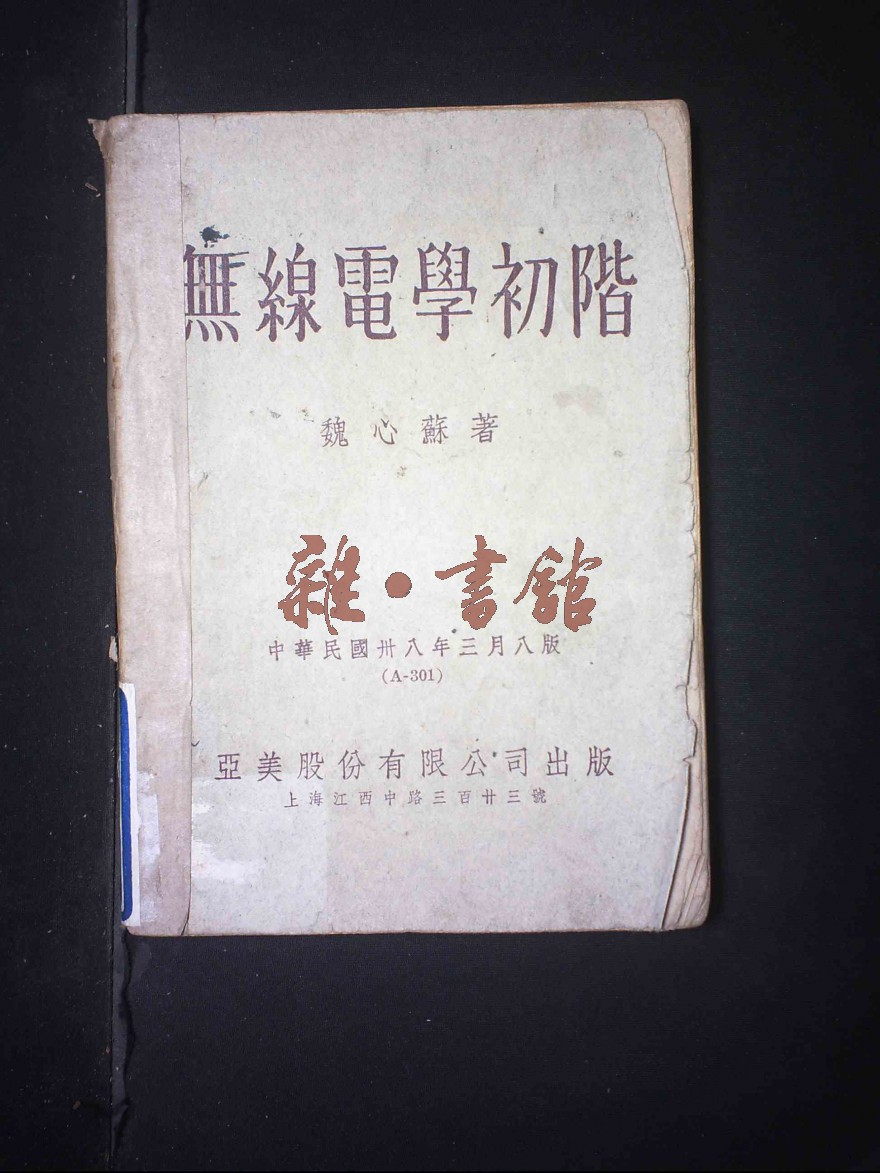 無線電學初階
魏心蘇著
雜·書館
中華民國卅八年三月八版
(A-301)
亞美股份有限公司出版
上海江西中路三百廿三號